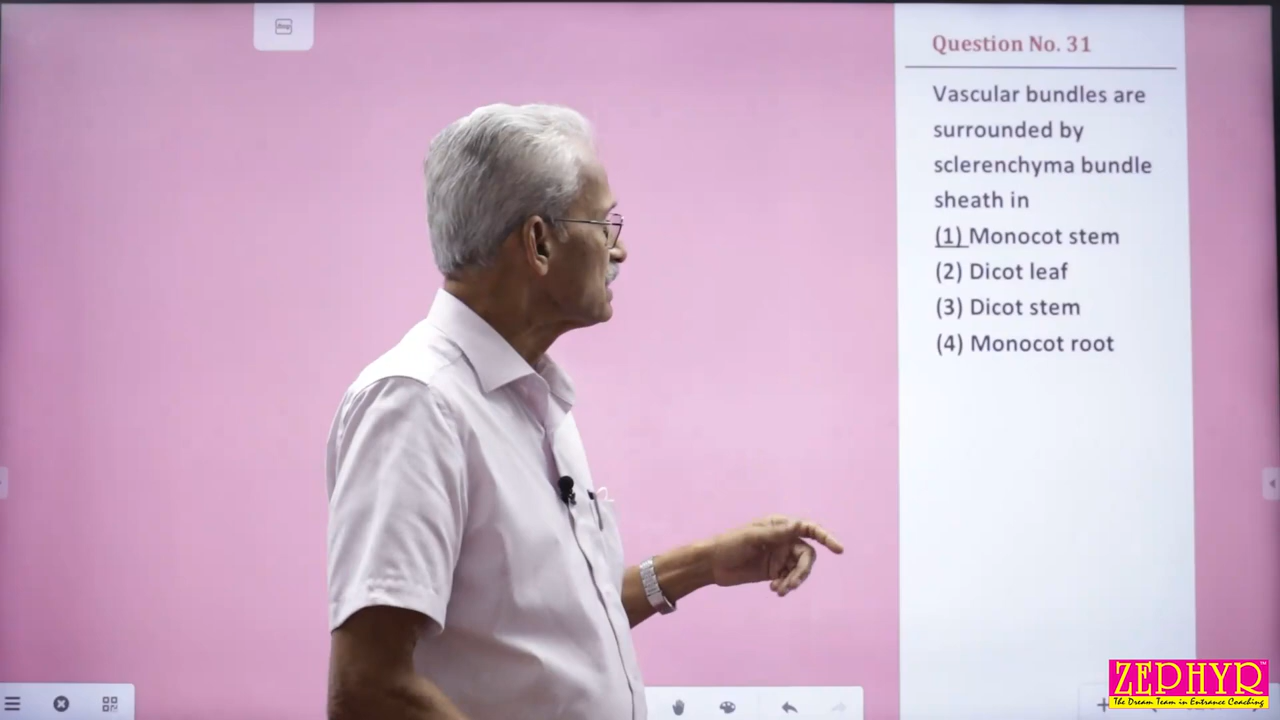 Question No. 31
Vascular bundles are
surrounded by
sclerenchyma bundle
sheath in
(1) Monocot stem
(2) Dicot leaf
(3) Dicot stem
(4) Monocot root
ZEPHYR™
The Dream Team in Entrance Coaching